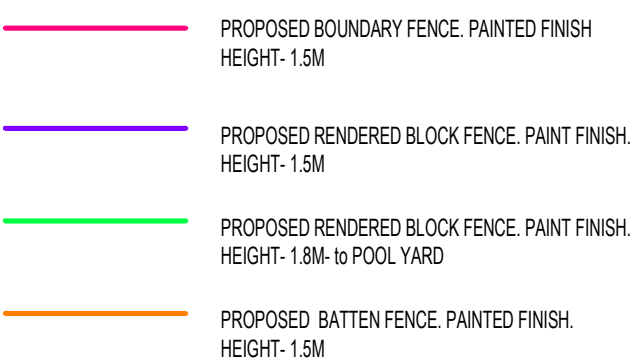 PROPOSED BOUNDARY FENCE. PAINTED FINISH
HEIGHT- 1.5M
PROPOSED RENDERED BLOCK FENCE. PAINT FINISH.
HEIGHT- 1.5M
PROPOSED RENDERED BLOCK FENCE. PAINT FINISH.
HEIGHT- 1.8M- to POOL YARD
PROPOSED BATTEN FENCE. PAINTED FINISH.
HEIGHT- 1.5M